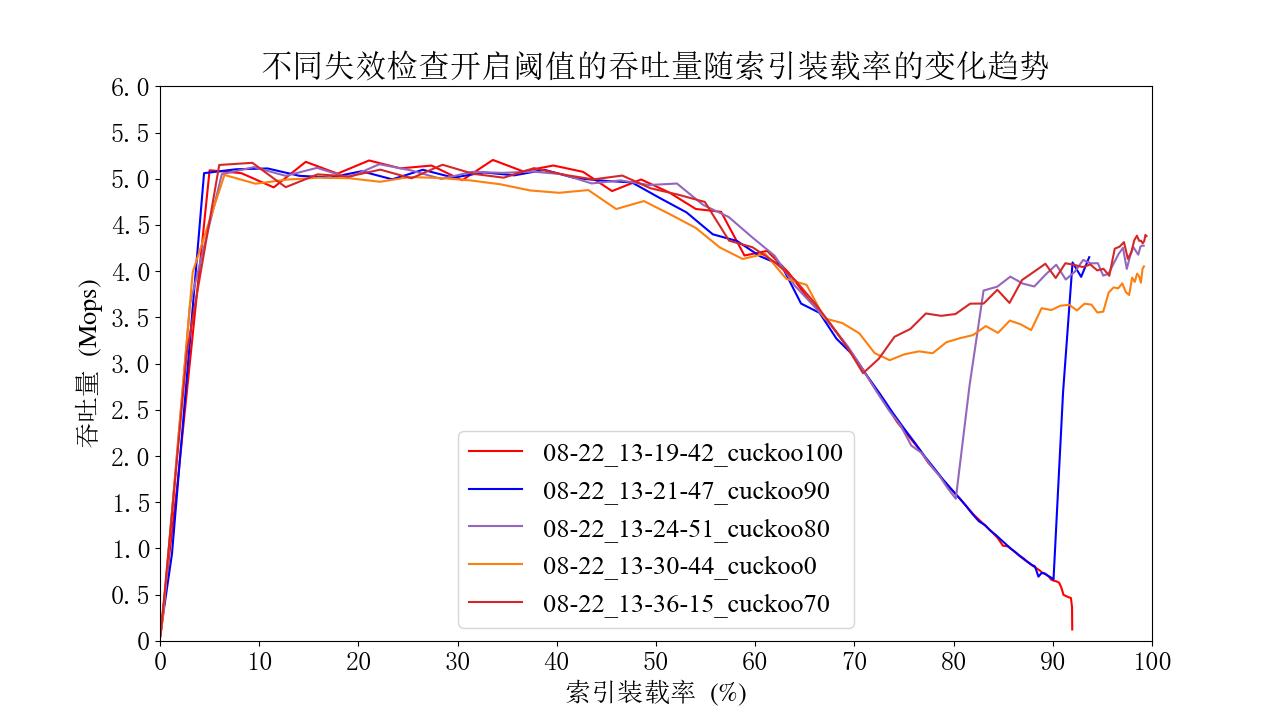 不同失效检查开启阈值的吞吐量随索引装载率的变化趋势
6.0
5.5
5.0
4.5
4.0
3.5
3.0
2.5
2.0
1.5
1.0
0.5
0
吞吐量 (Mops)
08-22_13-19-42_cuckoo100
08-22_13-21-47_cuckoo90
08-22_13-24-51_cuckoo80
08-22_13-30-44_cuckoo0
08-22_13-36-15_cuckoo70
0 10 20 30 40 50 60 70 80 90 100
索引装载率 (%)